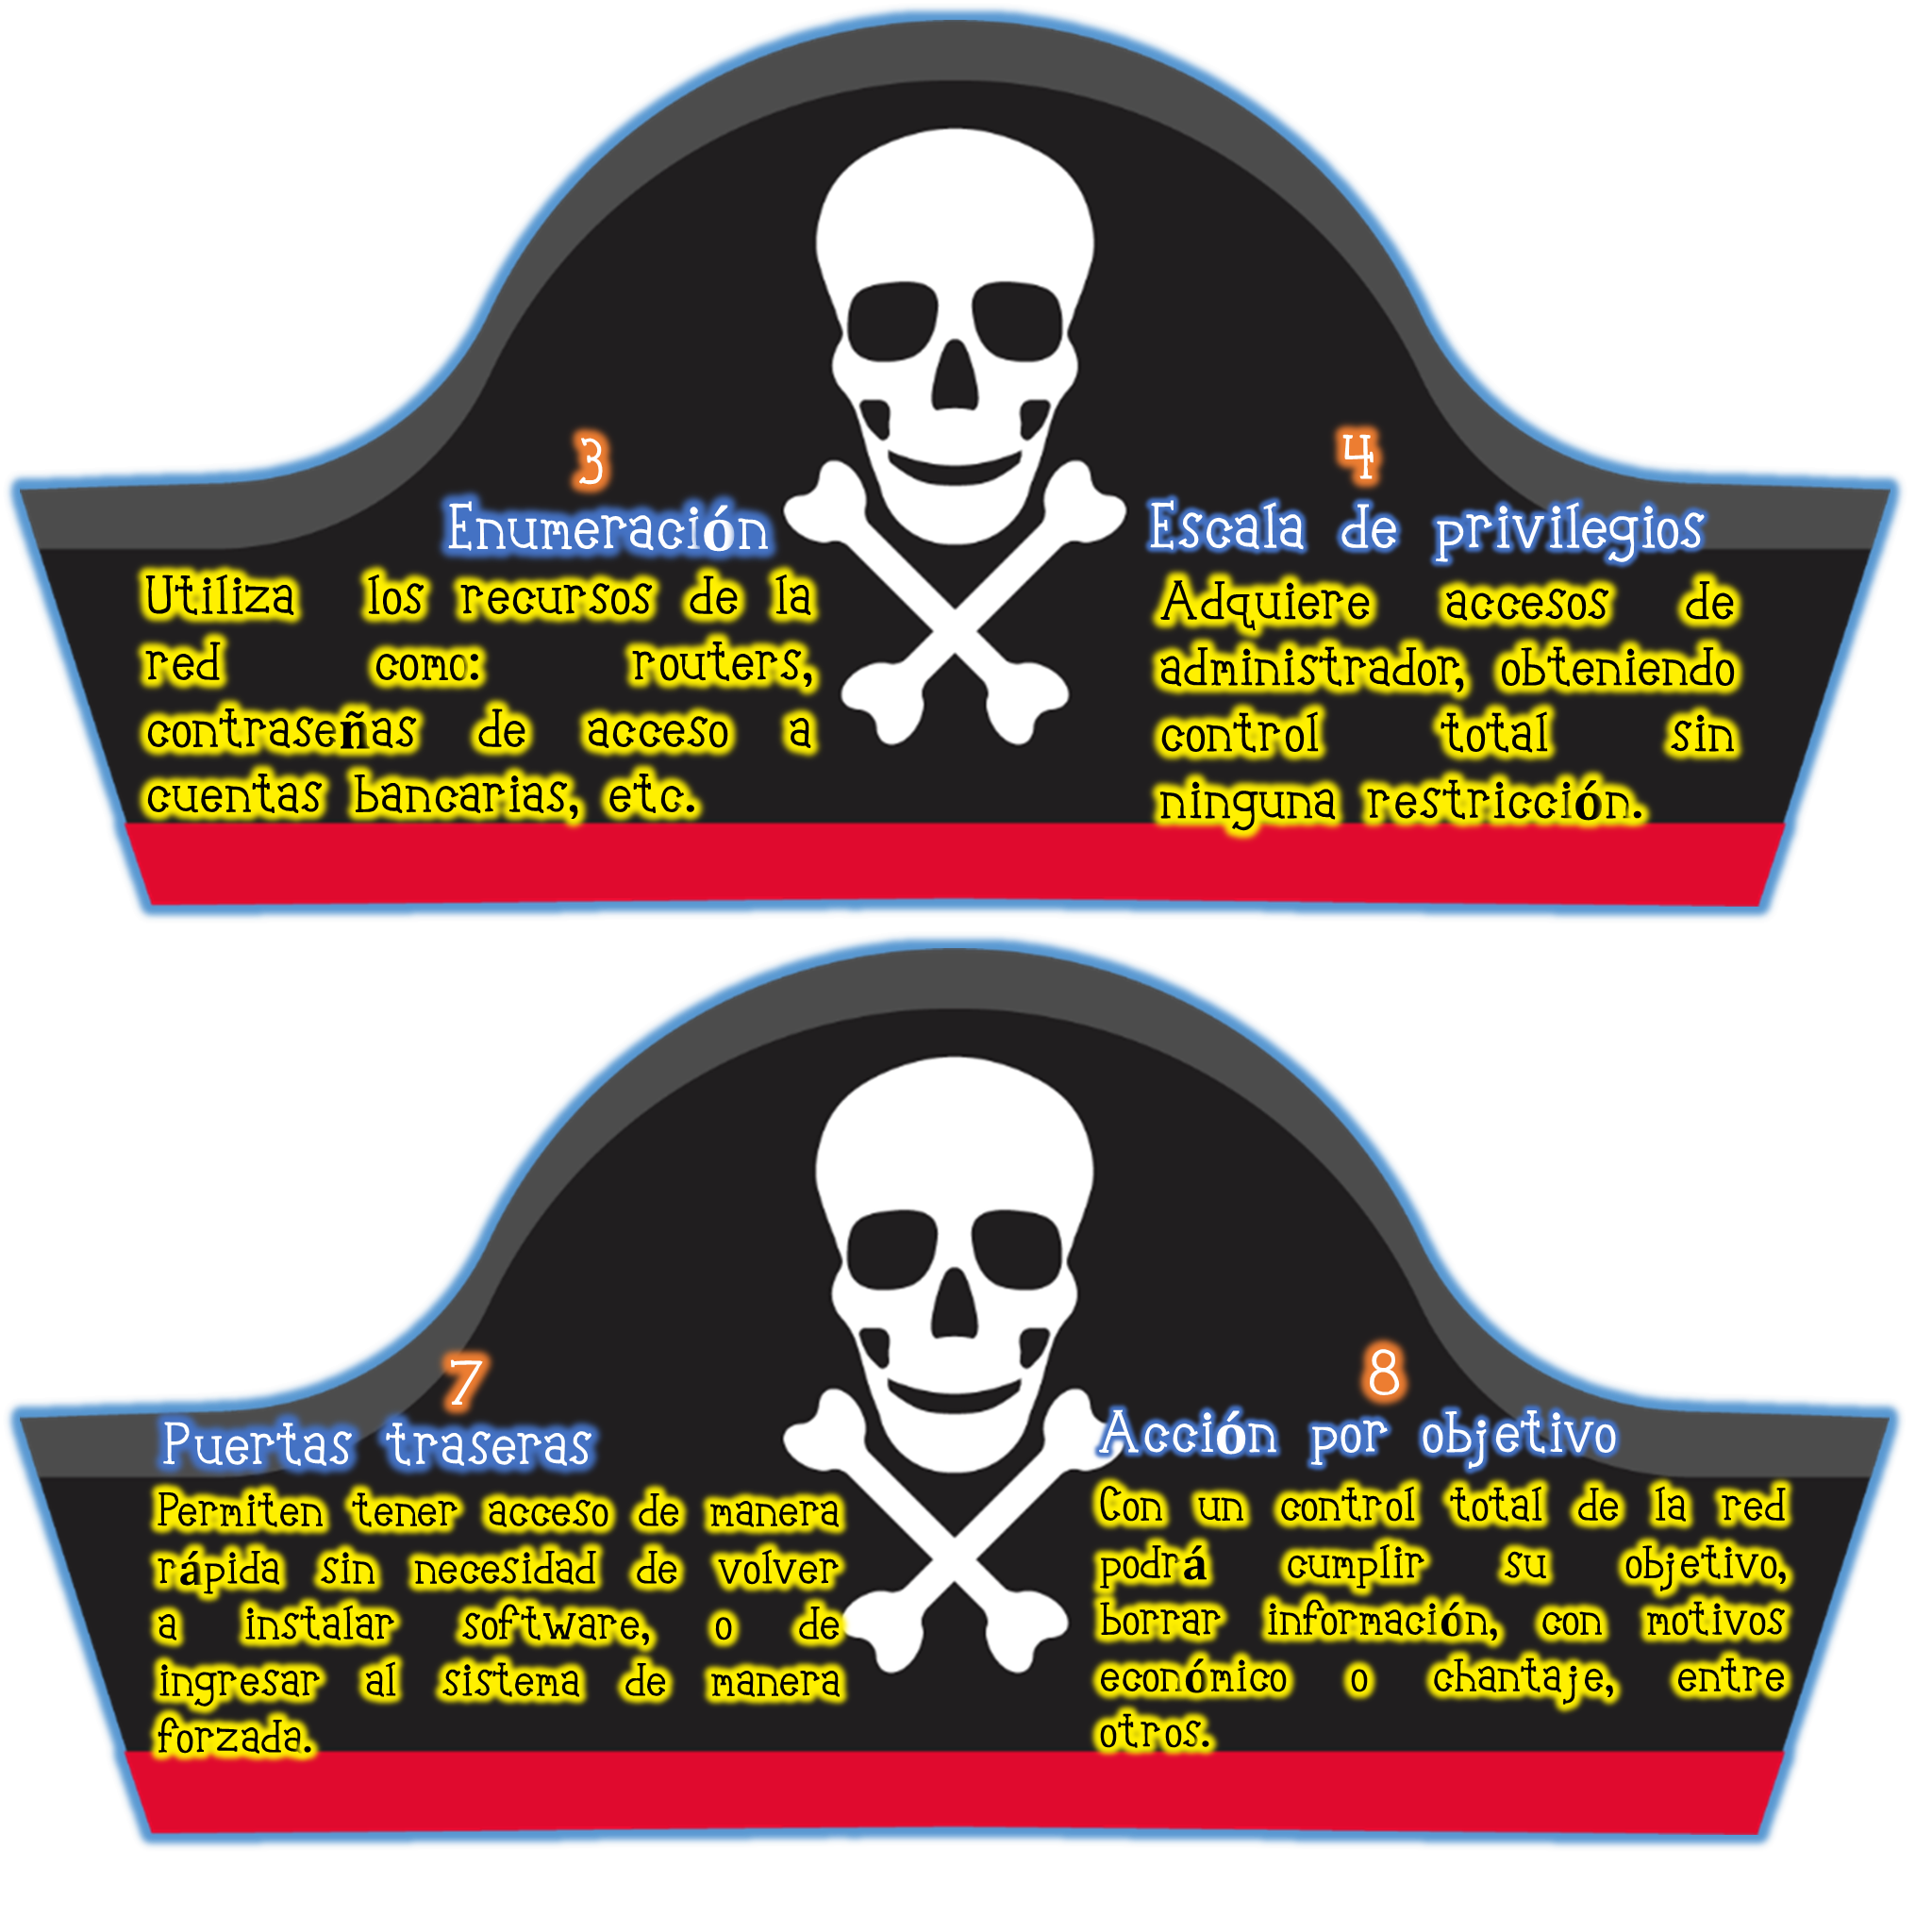 3
Enumeración
Utiliza los recursos de la
red como: routers,
contraseñas de acceso a
cuentas bancarias, etc.
4
Escala de privilegios
Adquiere accesos de
administrador, obteniendo
control total sin
ninguna restricción.
7
Puertas traseras
Permiten tener acceso de manera
rápida sin necesidad de volver
a instalar software, o de
ingresar al sistema de manera
forzada.
8
Acción por objetivo
Con un control total de la red
podrá cumplir su objetivo,
borrar información, con motivos
económico o chantaje, entre
otros.